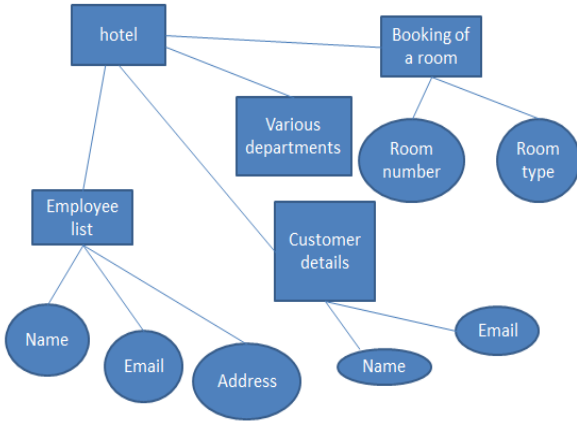 hotel
Booking of
a room
Various
departments
Room
number
Room
type
Employee
list
Customer
details
Name
Email
Address
Name
Email